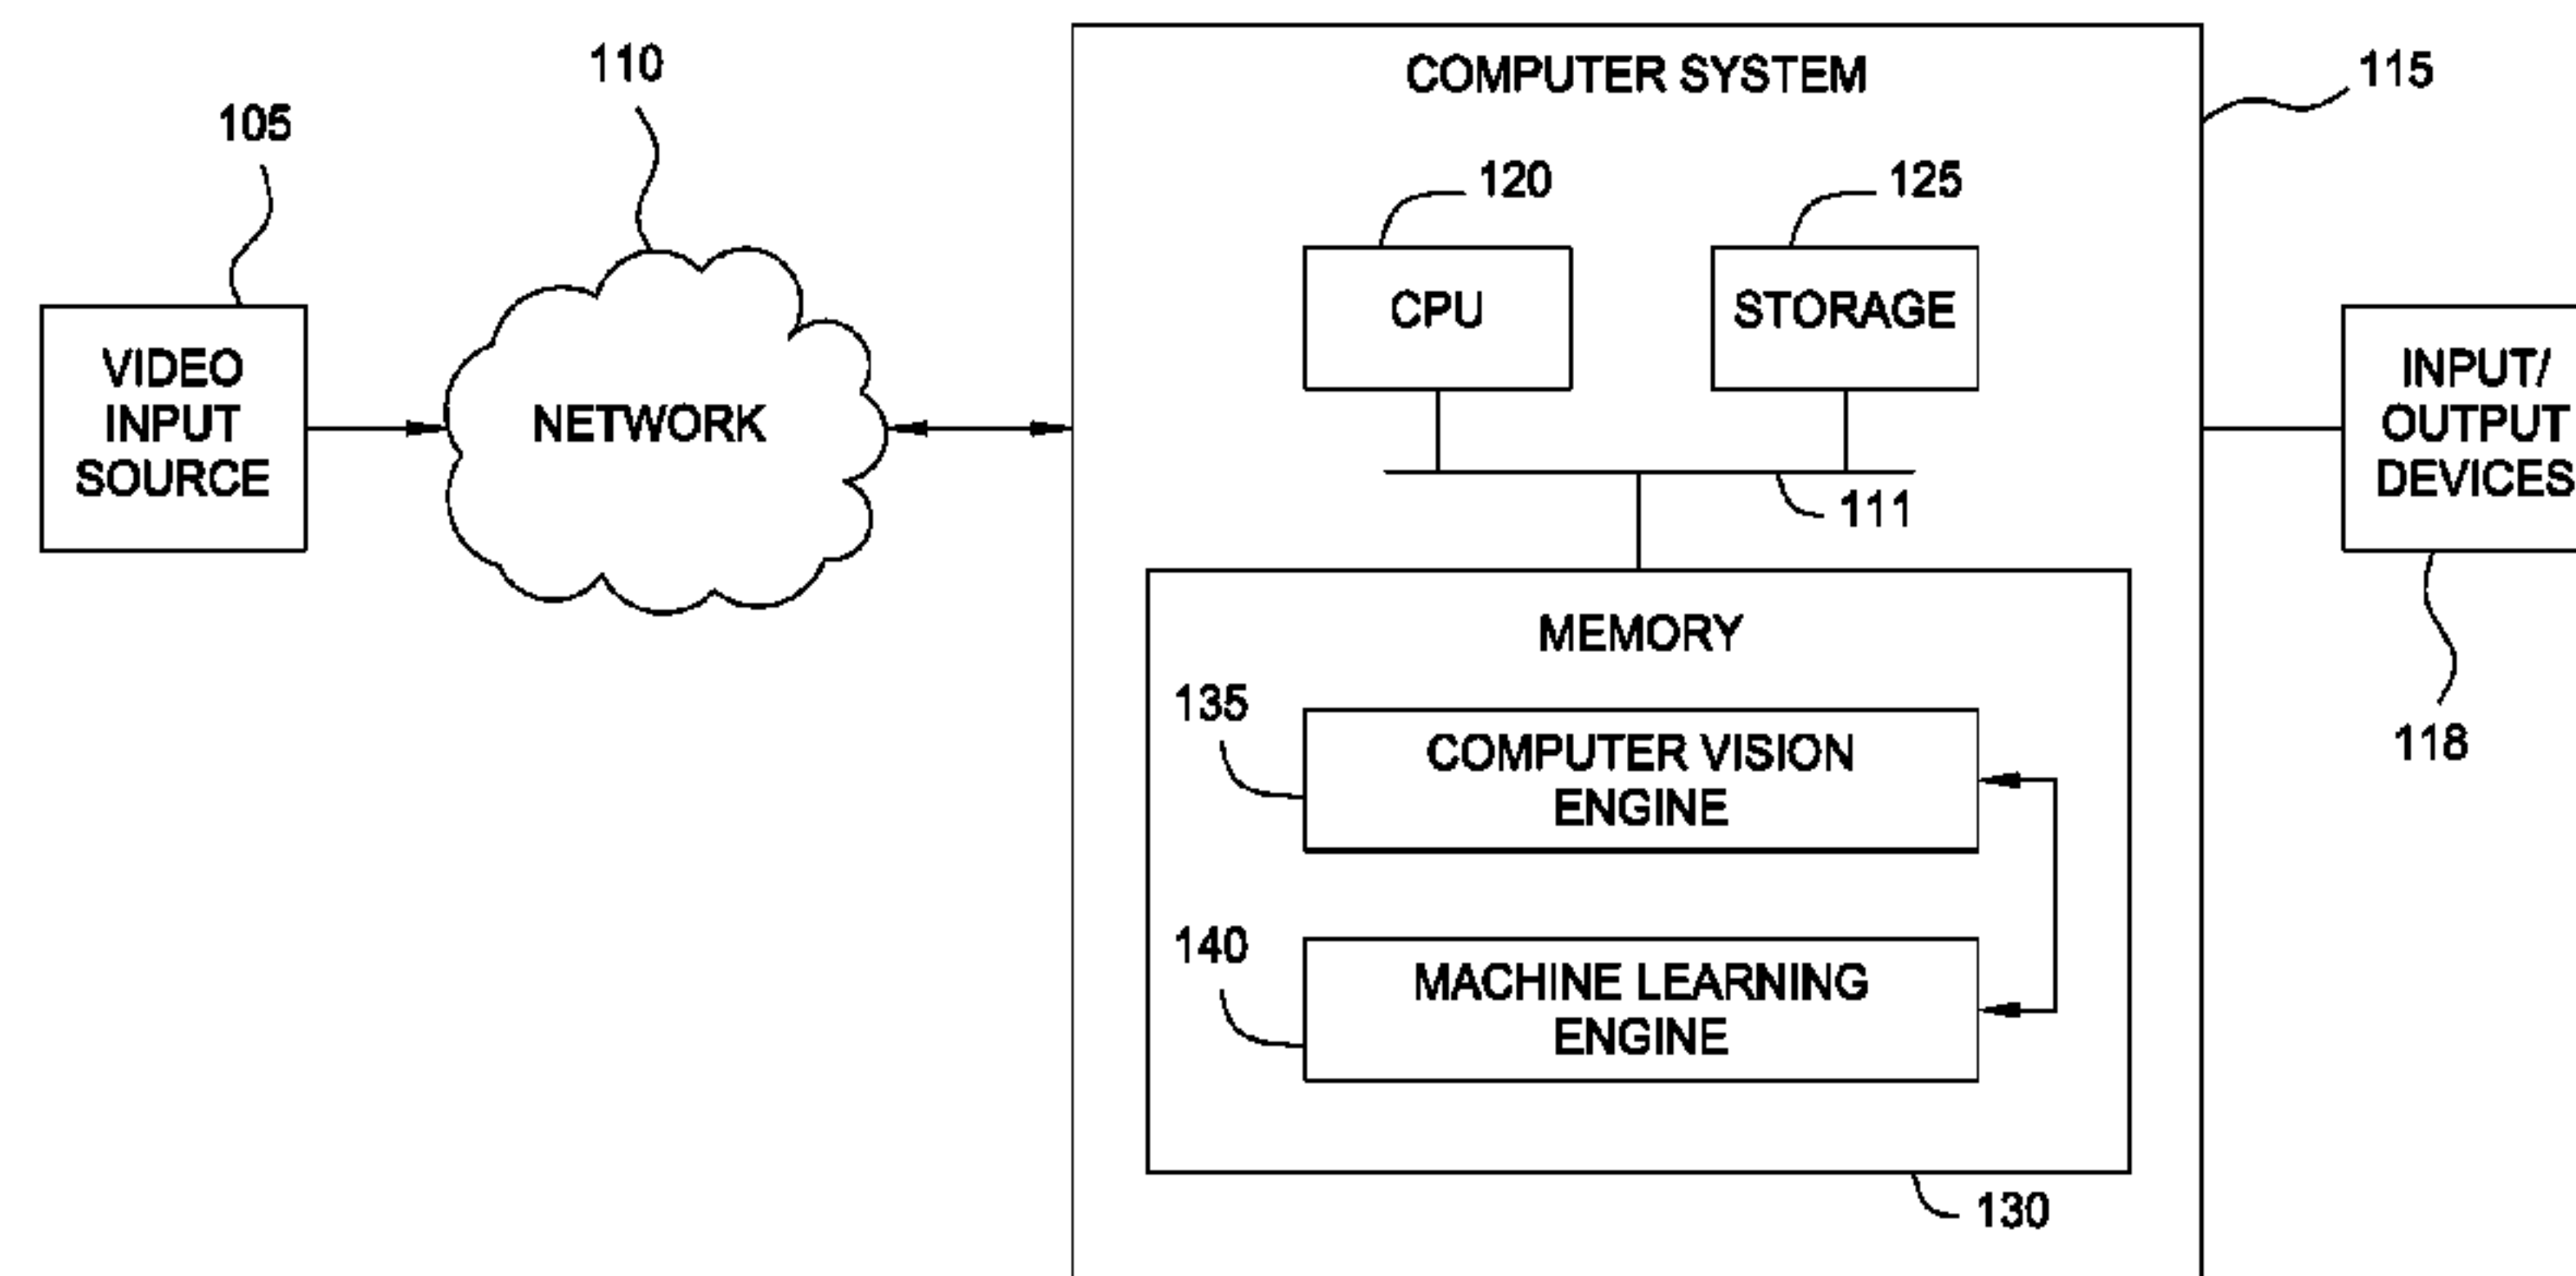 110
COMPUTER SYSTEM
115
105
120
125
CPU
STORAGE
VIDEO
INPUT
SOURCE
NETWORK
INPUT/
OUTPUT
DEVICES
111
MEMORY
118
135
COMPUTER VISION
ENGINE
140
MACHINE LEARNING
ENGINE
130